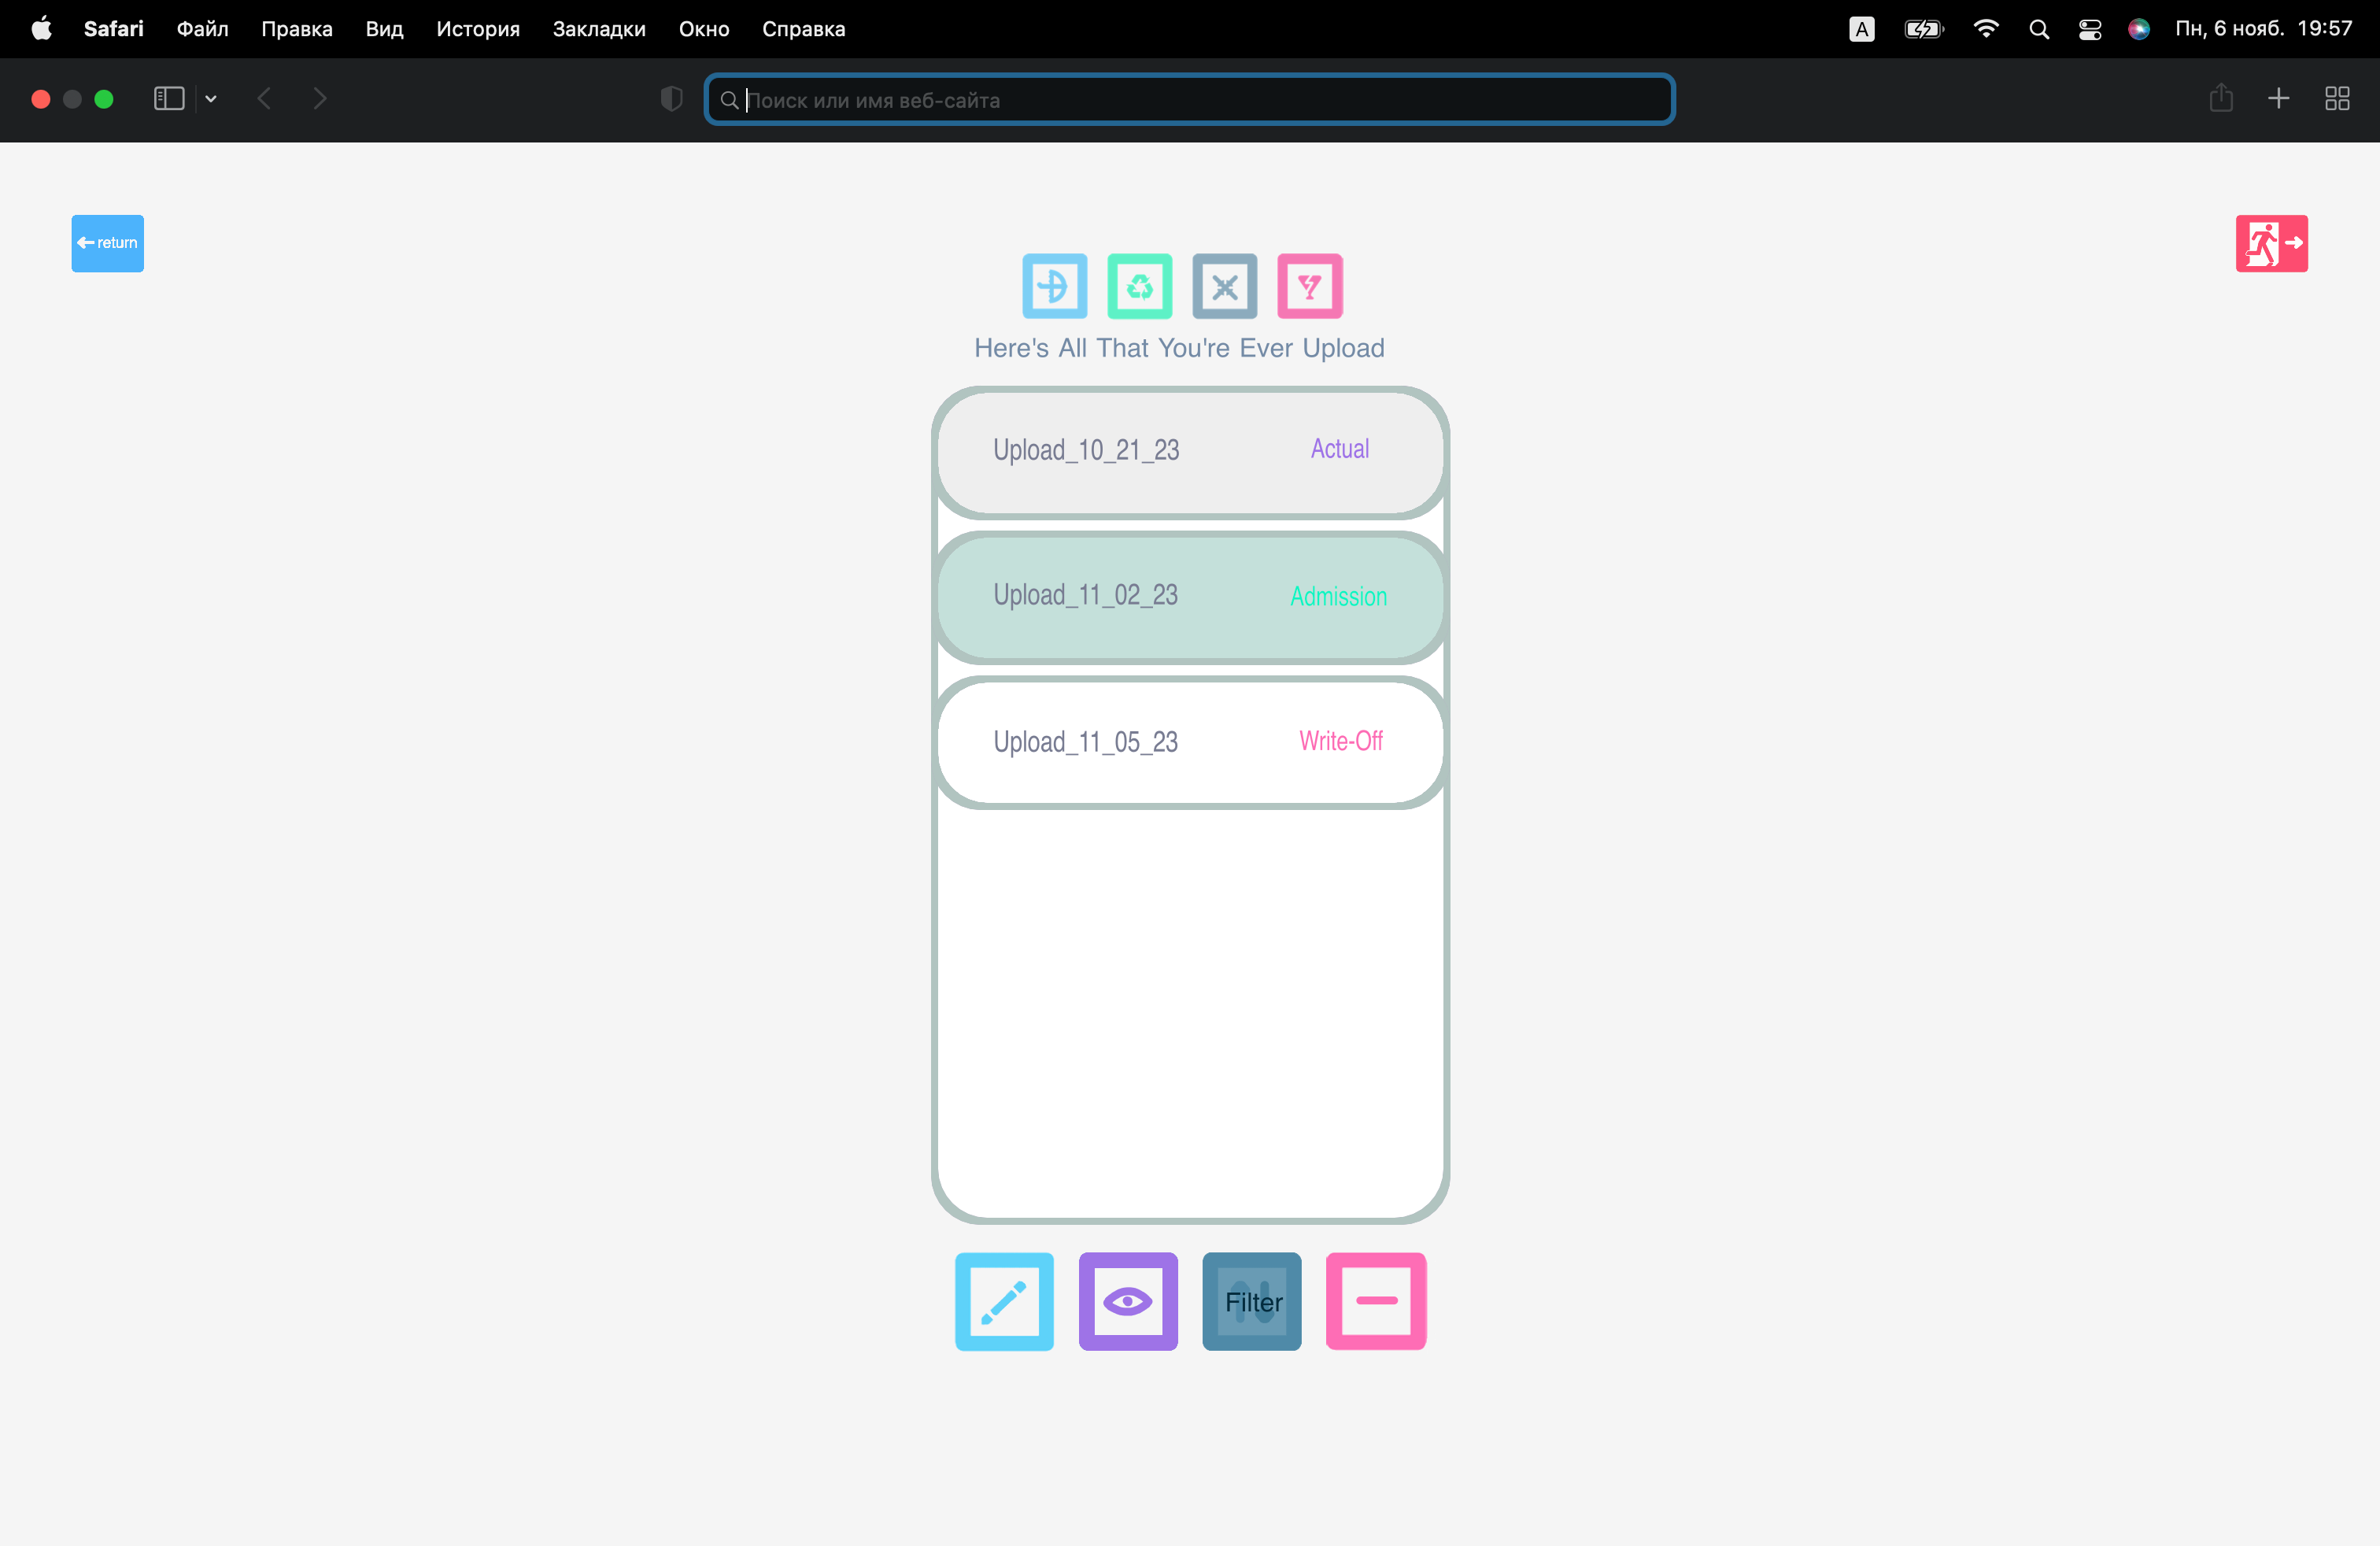 Safari Файл Правка Вид История Закладки Окно Справка A Пн, 6 нояб. 19:57
Поиск или имя веб-сайта
return
Here's All That You're Ever Upload
Upload_10_21_23 Actual
Upload_11_02_23 Admission
Upload_11_05_23 Write-Off
Filter